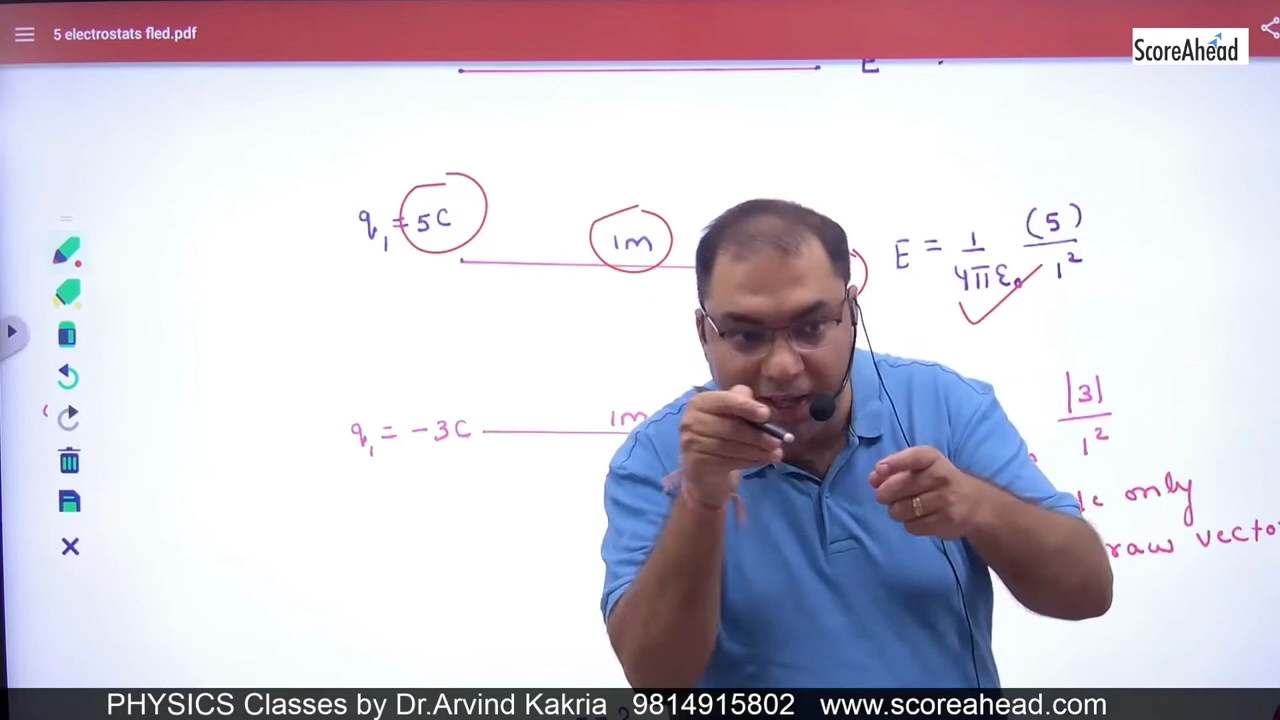 5 electrostats fled.pdf
ScoreAhead
E
q₁ = 5C
1m
E = 1/4πε₀ (5)/1²
q₁ = -3C
1m
|3|/1²
only
vecto
PHYSICS Classes by Dr.Arvind Kakria 9814915802 www.scoreahead.com